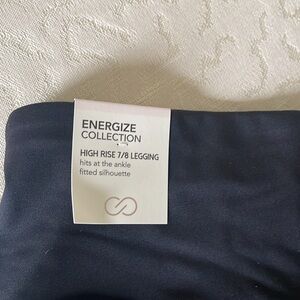 ENERGIZE
COLLECTION
HIGH RISE 7/8 LEGGING
hits at the ankle
fitted silhouette